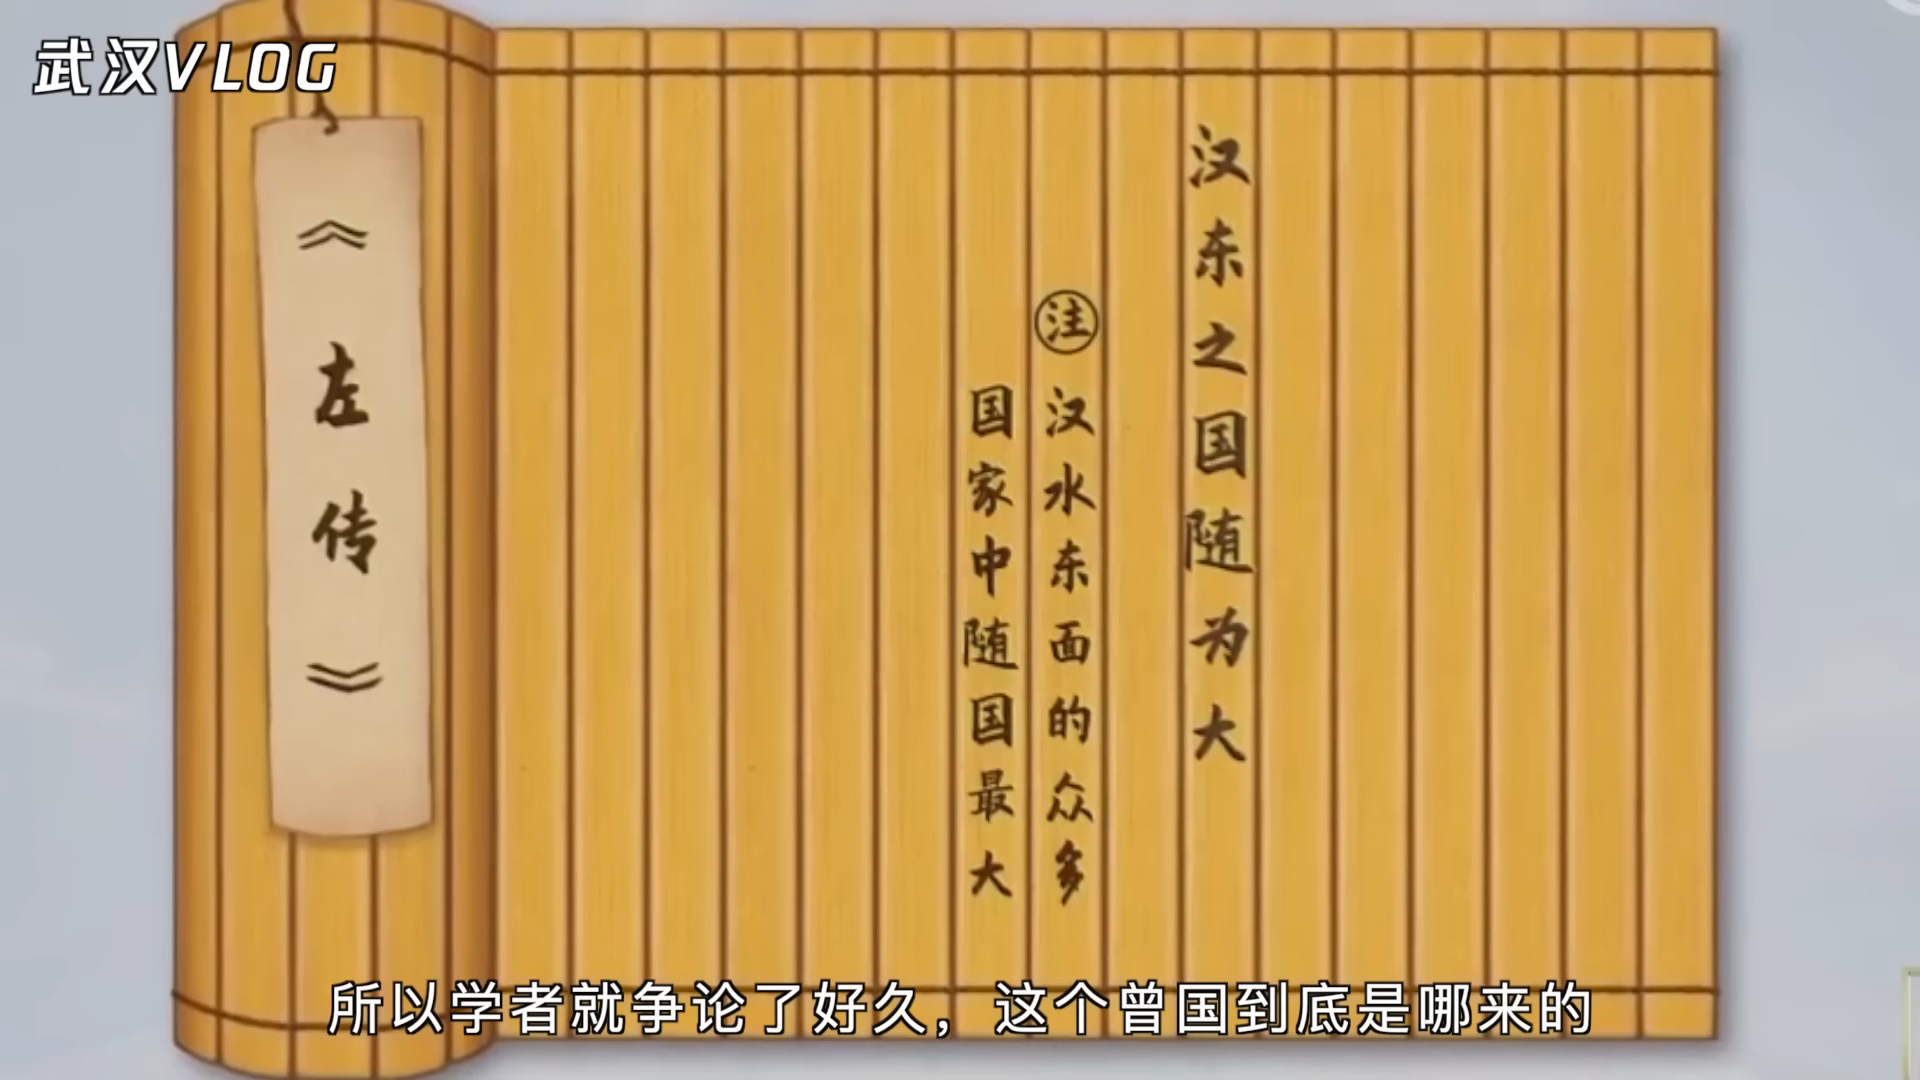 武汉VLOG
《左传》
汉东之国随为大
注汉水东面的众多
国家中随国最大
所以学者就争论了好久，这个曾国到底是哪来的